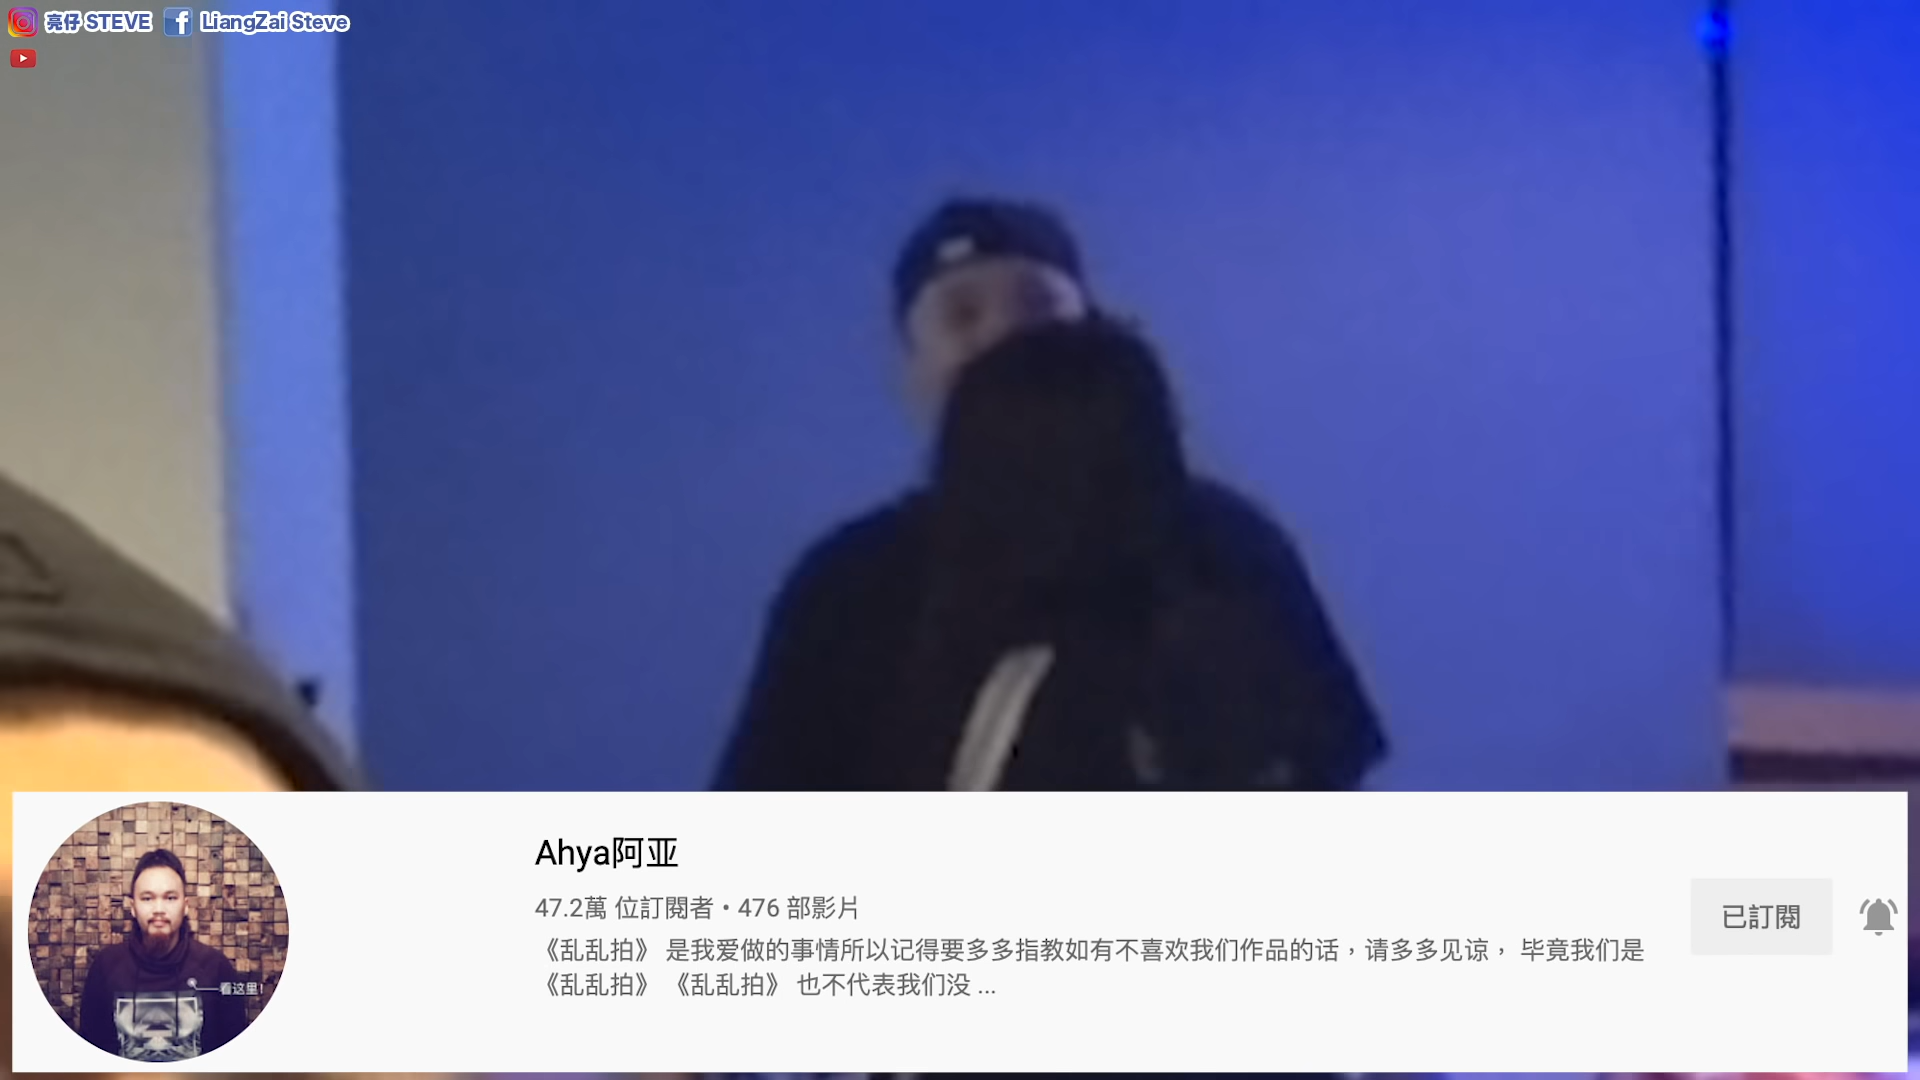 亮仔 STEVE LiangZai Steve
Ahya阿亚
47.2萬 位訂閱者•476 部影片
《乱乱拍》 是我爱做的事情所以记得要多多指教如有不喜欢我们作品的话，请多多见谅， 毕竟我们是
《乱乱拍》 《乱乱拍》 也不代表我们没 ...
已訂閱
看这里!